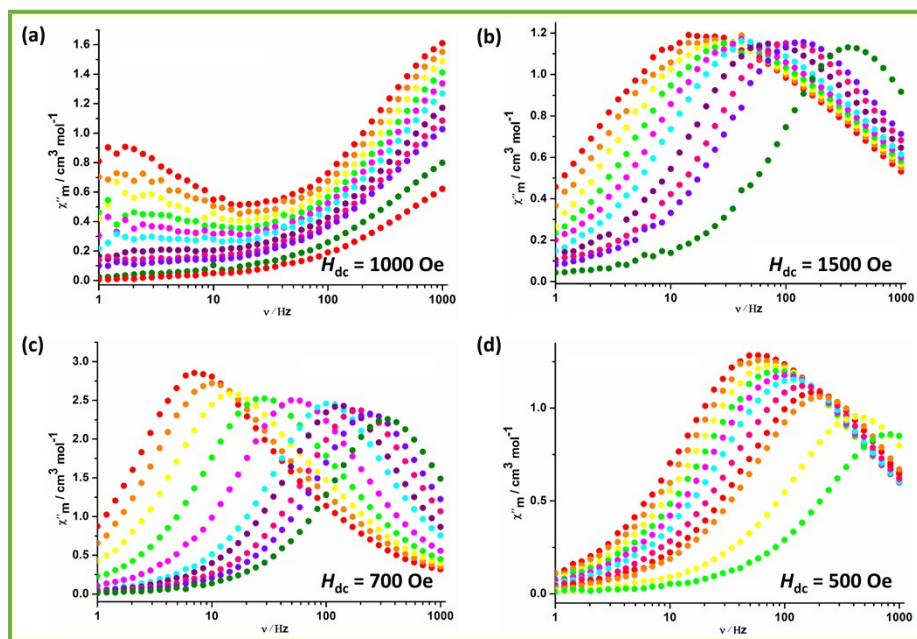 (a)
1.6
1.4
1.2
1.0
0.8
0.6
0.4
0.2
0.0
χ''m / cm³ mol⁻¹
1 10 100 1000
ν/Hz
Hdc = 1000 Oe
(b)
1.2
1.0
0.8
0.6
0.4
0.2
0.0
χ''m / cm³ mol⁻¹
1 10 100 1000
ν/Hz
Hdc = 1500 Oe
(c)
3.0
2.5
2.0
1.5
1.0
0.5
0.0
χ''m / cm³ mol⁻¹
1 10 100 1000
ν/Hz
Hdc = 700 Oe
(d)
1.0
0.5
0.0
χ''m / cm³ mol⁻¹
1 10 100 1000
ν/Hz
Hdc = 500 Oe